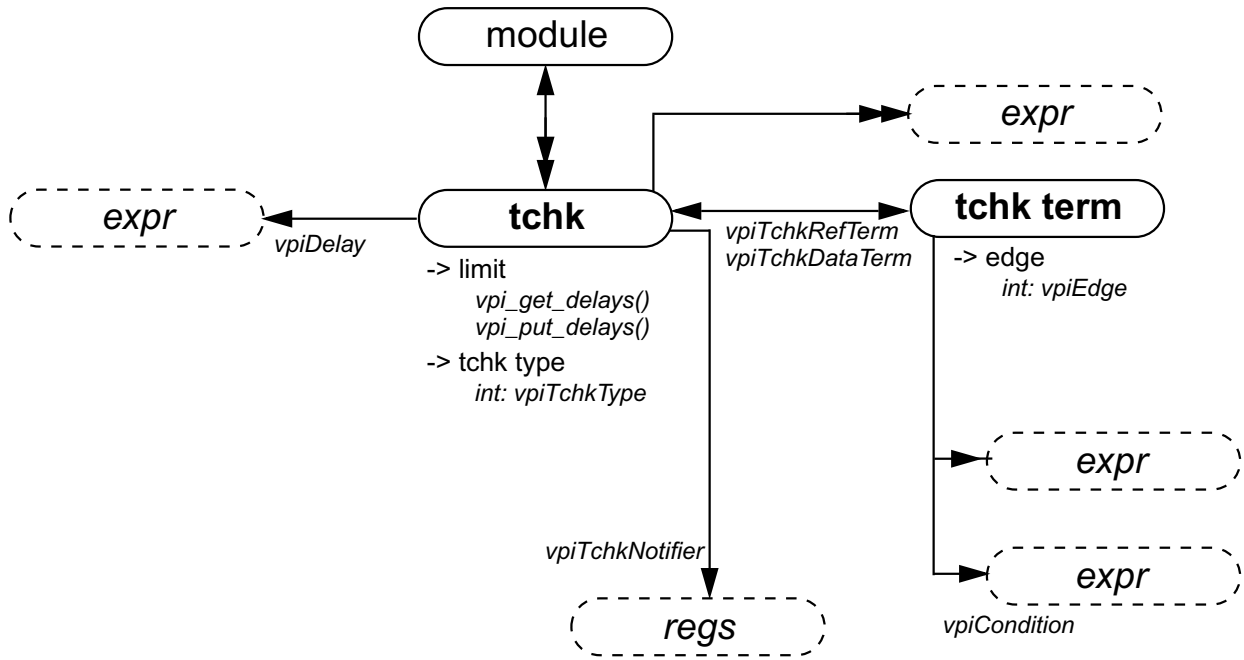 module
expr
expr
vpiDelay
tchk
-> limit
vpi_get_delays()
vpi_put_delays()
-> tchk type
int: vpiTchkType
vpiTchkRefTerm
vpiTchkDataTerm
tchk term
-> edge
int: vpiEdge
expr
vpiTchkNotifier
regs
expr
vpiCondition